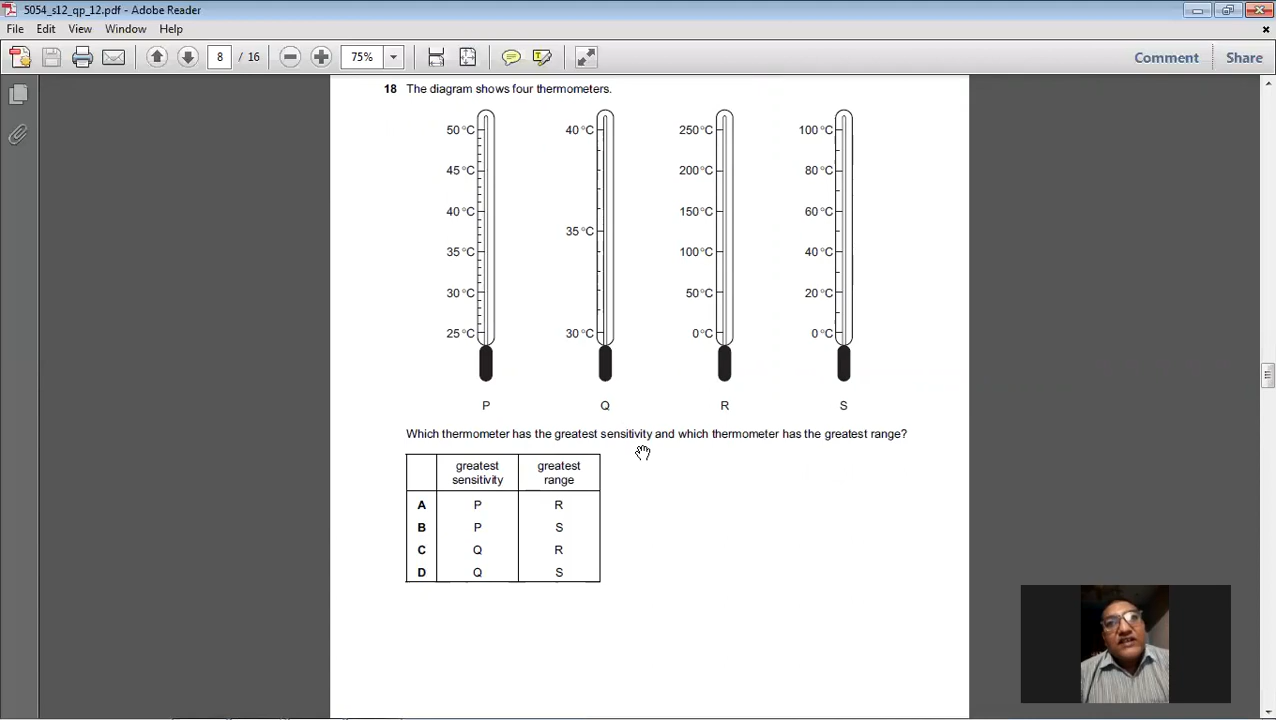 5054_s12_qp_12.pdf - Adobe Reader
File Edit View Window Help
8 / 16 75% Comment Share
18 The diagram shows four thermometers.
50 °C 40 °C 250 °C 100 °C
45 °C 200 °C 80 °C
40 °C 35 °C 150 °C 60 °C
35 °C 100 °C 40 °C
30 °C 50 °C 20 °C
25 °C 30 °C 0 °C 0 °C
P Q R S
Which thermometer has the greatest sensitivity and which thermometer has the greatest range?
greatest sensitivity greatest range
A P R
B P S
C Q R
D Q S